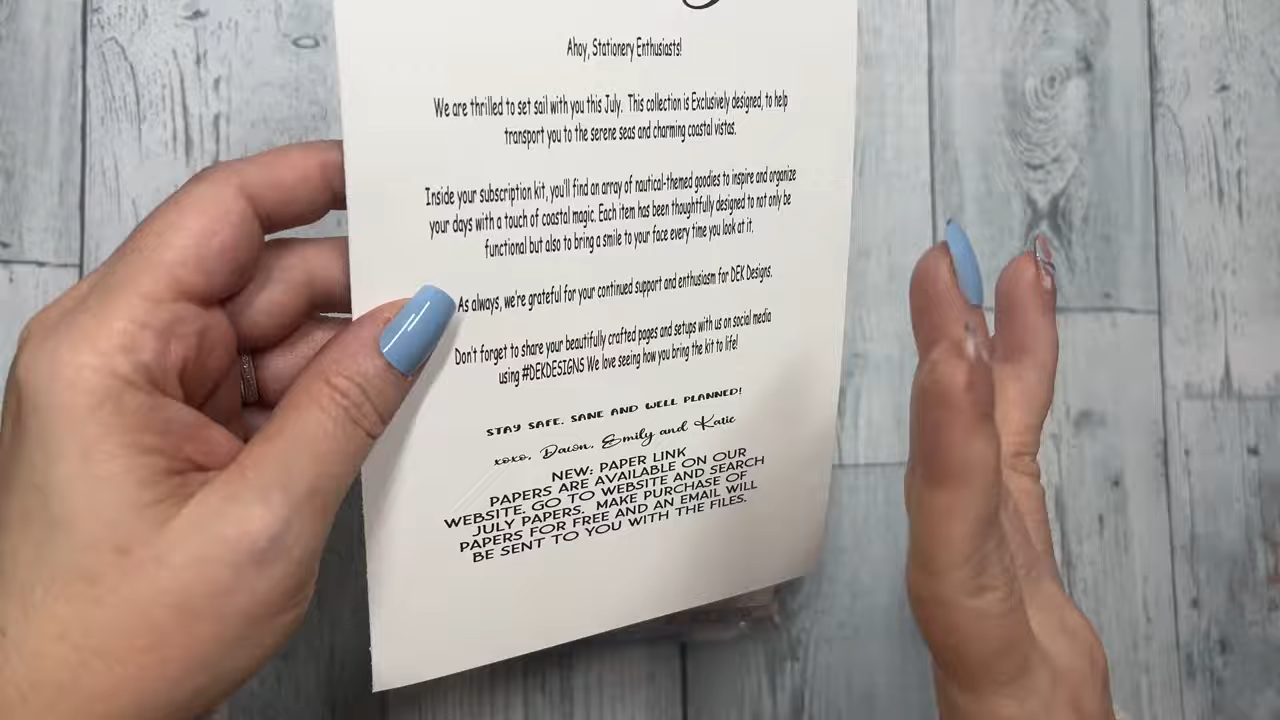 Ahoy, Stationery Enthusiasts!
We are thrilled to set sail with you this July. This collection is Exclusively designed, to help
transport you to the serene seas and charming coastal vistas.
Inside your subscription kit, you'll find an array of nautical-themed goodies to inspire and organize
your days with a touch of coastal magic. Each item has been thoughtfully designed to not only be
functional but also to bring a smile to your face every time you look at it.
As always, we're grateful for your continued support and enthusiasm for DEK Designs.
Don't forget to share your beautifully crafted pages and setups with us on social media
using #DEKDESIGNS We love seeing how you bring the kit to life!
STAY SAFE. SANE AND WELL PLANNED!
xoxo, Dawn, Emily and Katie
NEW: PAPER LINK
PAPERS ARE AVAILABLE ON OUR
WEBSITE. GO TO WEBSITE AND SEARCH
JULY PAPERS. MAKE PURCHASE OF
PAPERS FOR FREE AND AN EMAIL WILL
BE SENT TO YOU WITH THE FILES.